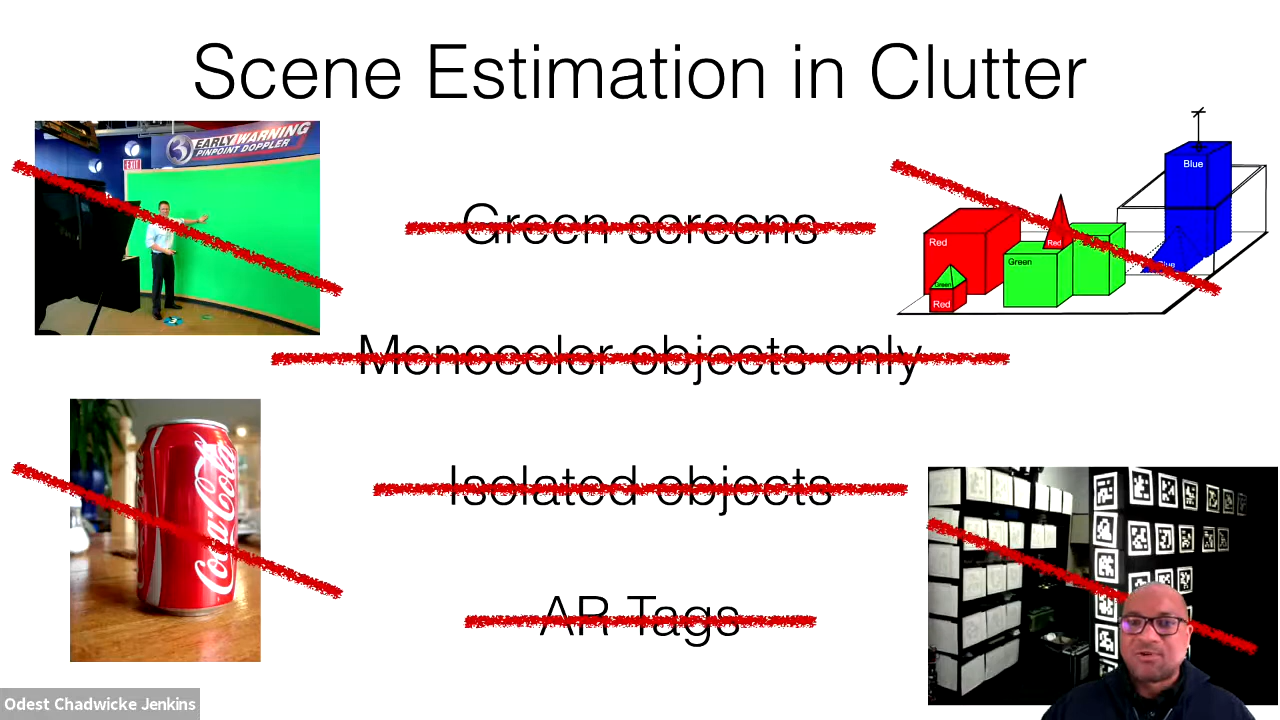 Scene Estimation in Clutter
3
EARLY WARNING
PINPOINT DOPPLER
EXIT
Green screens
Blue
Red
Red
Green
Green
Red
Blue
Monocolor objects only
Isolated objects
Coca-Cola
AR Tags
Odest Chadwicke Jenkins